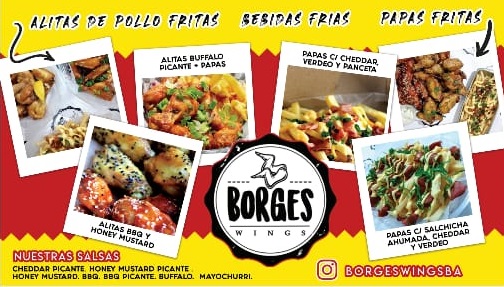 ALITAS DE POLLO FRITAS
BEBIDAS FRIAS
PAPAS FRITAS
ALITAS BUFFALO
PICANTE + PAPAS
PAPAS C/ CHEDDAR,
VERDEO Y PANCETA
ALITAS BBQ Y
HONEY MUSTARD
BORGES
WINGS
PAPAS C/ SALCHICHA
AHUMADA, CHEDDAR
Y VERDEO
NUESTRAS SALSAS
CHEDDAR PICANTE. HONEY MUSTARD PICANTE .
HONEY MUSTARD. BBQ. BBQ PICANTE. BUFFALO. MAYOCHURRI.
BORGESWINGSBA